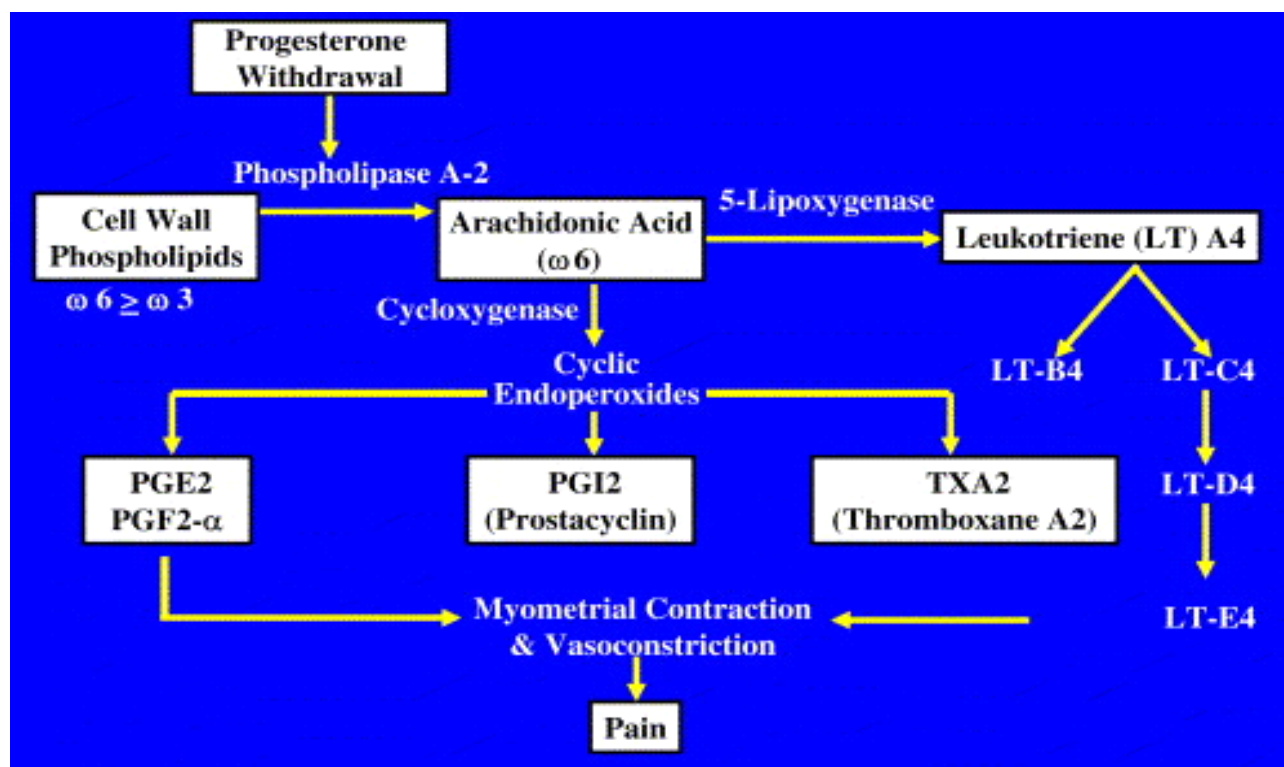 Progesterone
Withdrawal
Phospholipase A-2
Cell Wall
Phospholipids
ω 6 ≥ ω 3
Arachidonic Acid
(ω6)
5-Lipoxygenase
Leukotriene (LT) A4
Cycloxygenase
Cyclic
Endoperoxides
LT-B4
LT-C4
PGE2
PGF2-α
PGI2
(Prostacyclin)
TXA2
(Thromboxane A2)
LT-D4
Myometrial Contraction
& Vasoconstriction
LT-E4
Pain